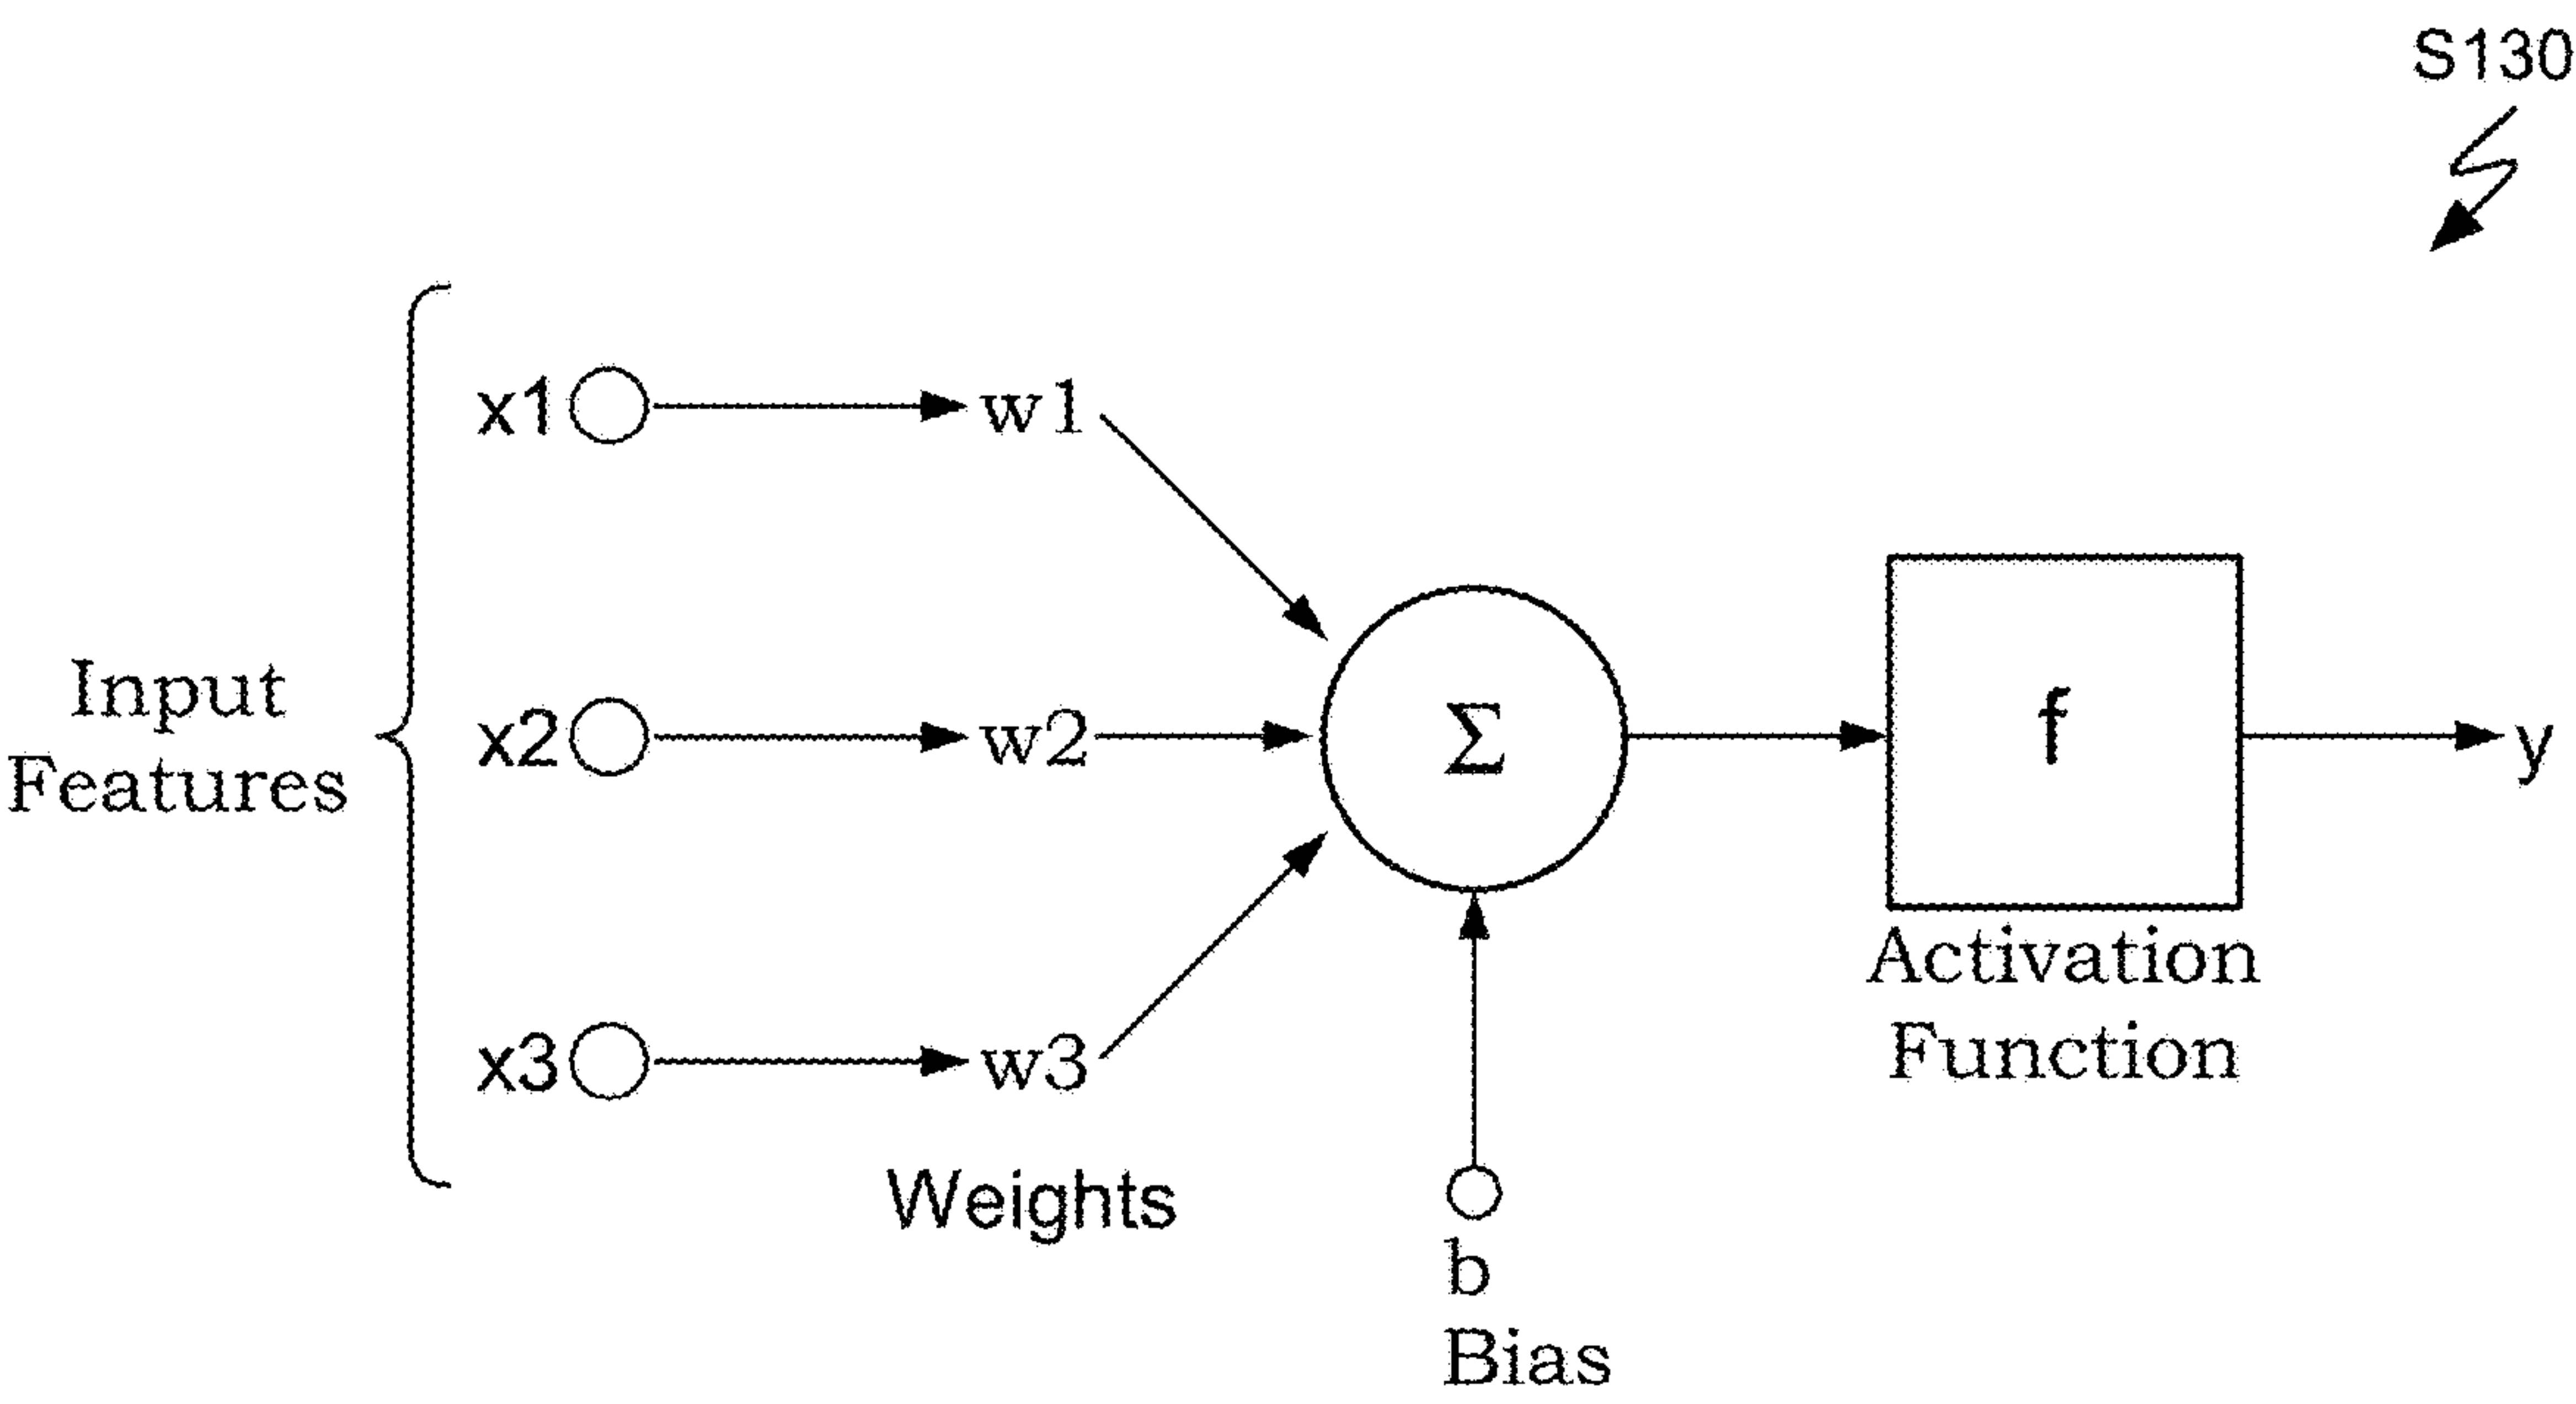 S130
x1
w1
Input
Features
x2
w2
Σ
f
y
x3
w3
Activation
Function
Weights
b
Bias